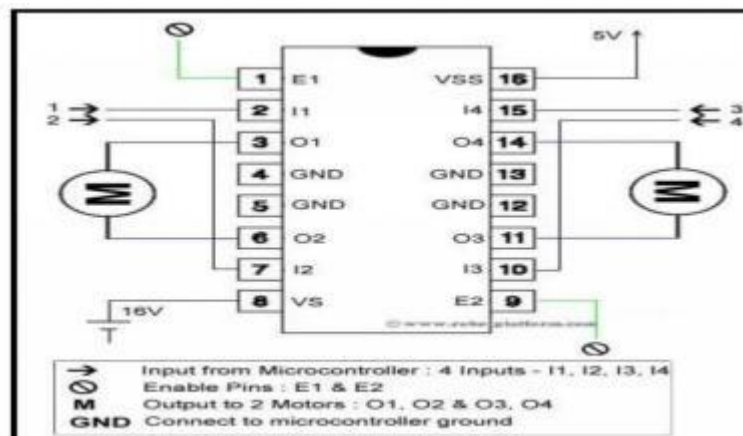 5V
1 E1 VSS 16
1 2 I1 I4 15 3
2 4
3 O1 O4 14
M 4 GND GND 13 M
5 GND GND 12
6 O2 O3 11
7 I2 I3 10
16V 8 VS E2 9
Input from Microcontroller : 4 Inputs - I1, I2, I3, I4
Enable Pins : E1 & E2
M Output to 2 Motors : O1, O2 & O3, O4
GND Connect to microcontroller ground